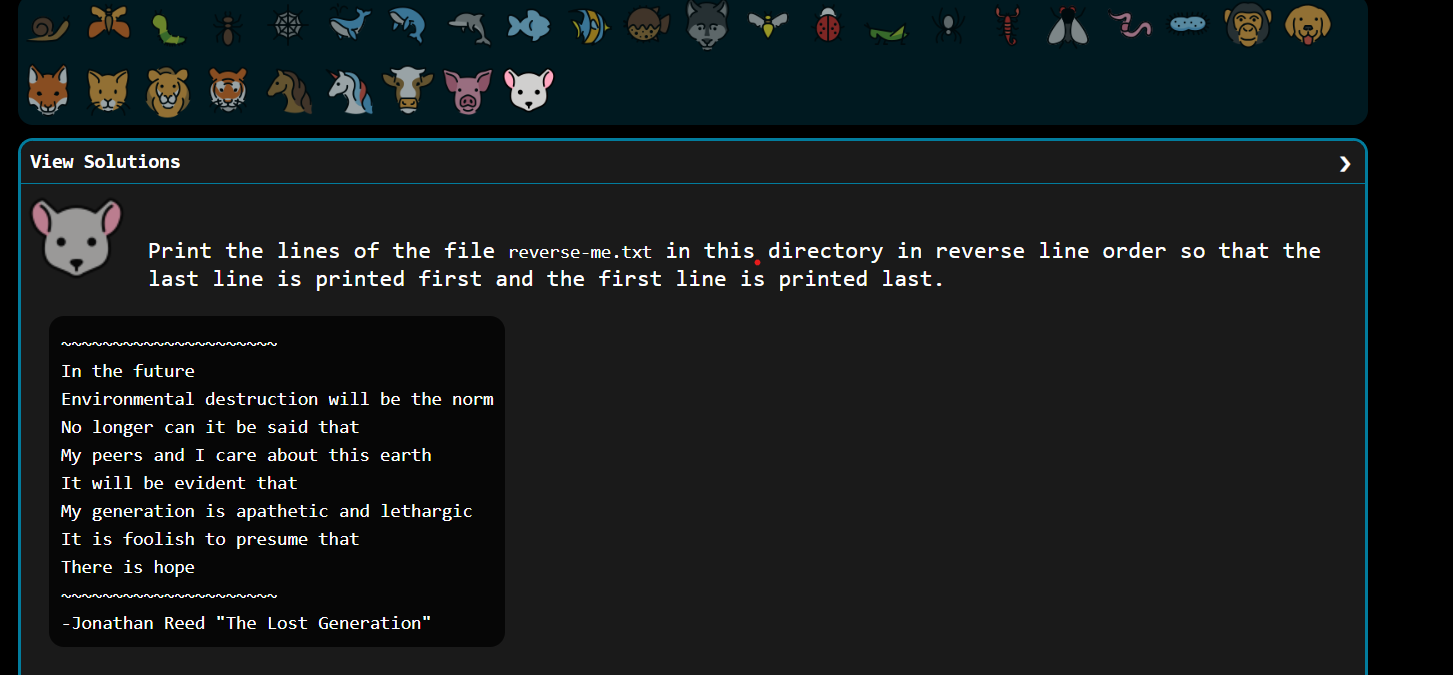 View Solutions
Print the lines of the file reverse-me.txt in this directory in reverse line order so that the
last line is printed first and the first line is printed last.
~~~~~~~~~~~~~~~~~~~~~
In the future
Environmental destruction will be the norm
No longer can it be said that
My peers and I care about this earth
It will be evident that
My generation is apathetic and lethargic
It is foolish to presume that
There is hope
~~~~~~~~~~~~~~~~~~~~~
-Jonathan Reed "The Lost Generation"